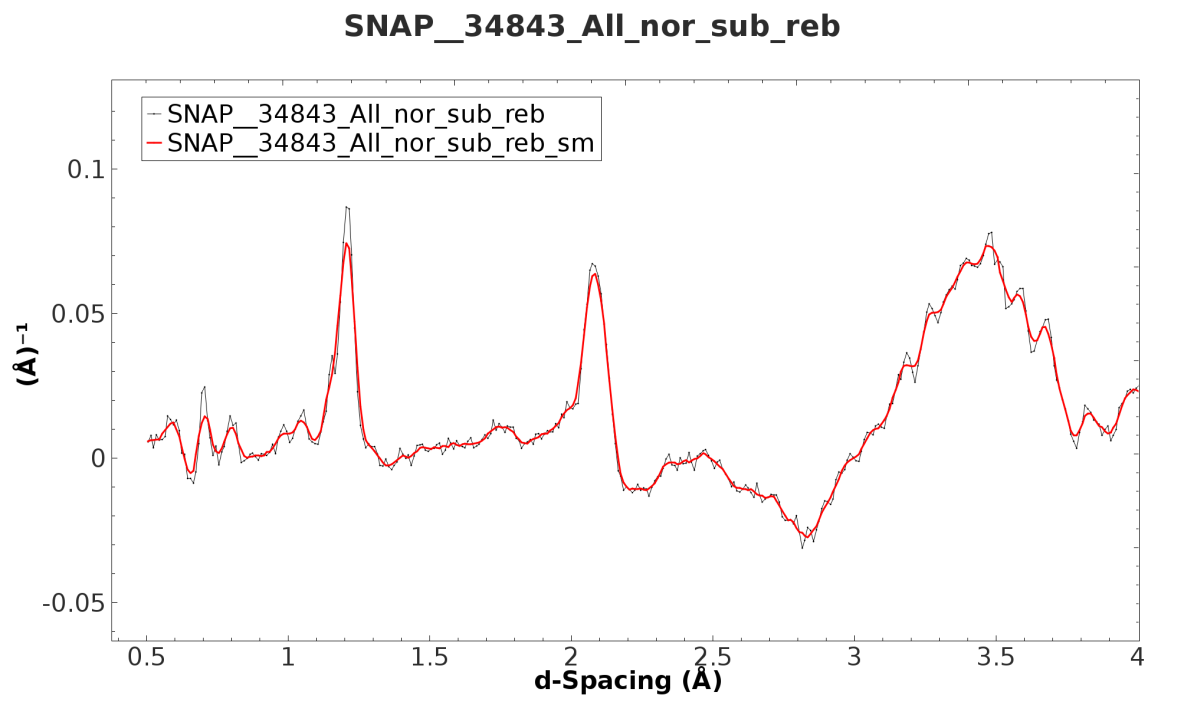 SNAP__34843_All_nor_sub_reb
SNAP__34843_All_nor_sub_reb
SNAP__34843_All_nor_sub_reb_sm
0.1
0.05
0
-0.05
(Å)⁻¹
0.5 1 1.5 2 2.5 3 3.5 4
d-Spacing (Å)